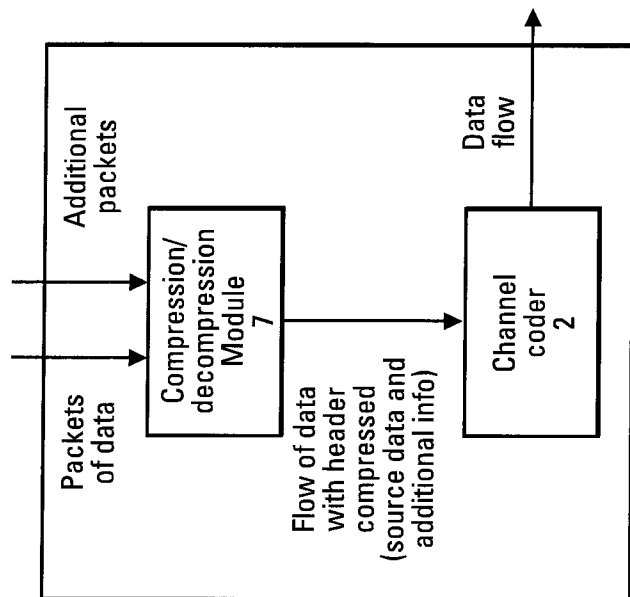 Packets
of data
Additional
packets
Compression/
decompression
Module
7
Flow of data
with header
compressed
(source data and
additional info)
Channel
coder
2
Data
flow